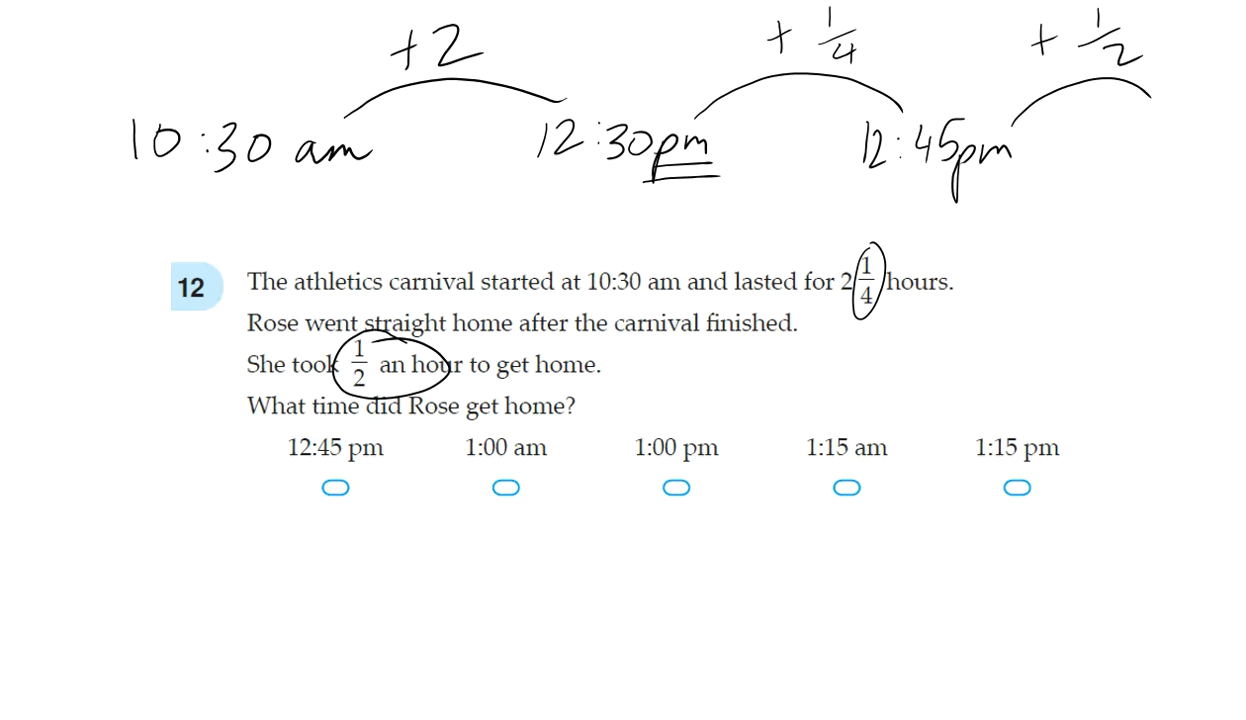 +2 + 1/4 + 1/2
10:30 am 12:30pm 12:45pm
12 The athletics carnival started at 10:30 am and lasted for 2 1/4 hours.
Rose went straight home after the carnival finished.
She took 1/2 an hour to get home.
What time did Rose get home?
12:45 pm 1:00 am 1:00 pm 1:15 am 1:15 pm